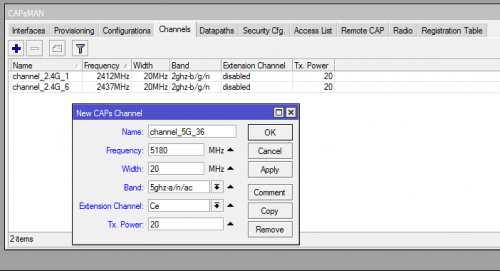 CAPsMAN
Interfaces Provisioning Configurations Channels Datapaths Security Cfg. Access List Remote CAP Radio Registration Table
Name Frequency Width Band Extension Channel Tx. Power
channel_2.4G_1 2412MHz 20MHz 2ghz-b/g/n disabled 20
channel_2.4G_6 2437MHz 20MHz 2ghz-b/g/n disabled 20
New CAPs Channel
Name: channel_5G_36 OK
Frequency: 5180 MHz Cancel
Width: 20 MHz Apply
Band: 5ghz-a/n/ac Comment
Extension Channel: Ce Copy
Tx. Power: 20 Remove
2 items